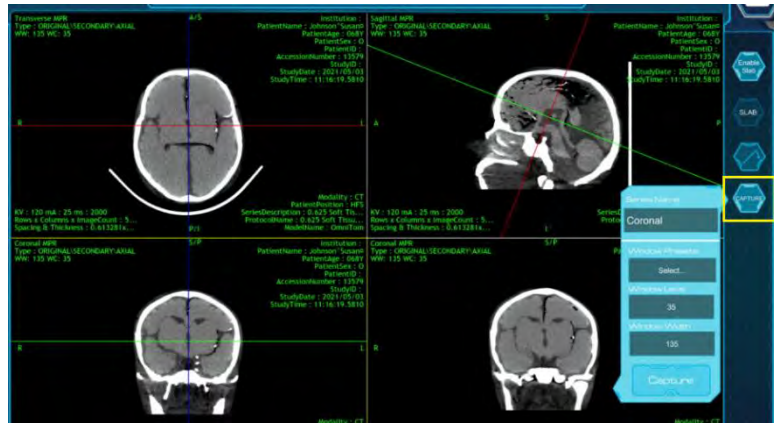 Transverse MPR
Type : ORIGINAL\SECONDARY\AXIAL
WW: 135 WC: 35
A/S
Institution :
PatientName : Johnson^Susan=
PatientAge : 068Y
PatientSex : O
PatientID :
AccessionNumber : 13579
StudyID :
StudyDate : 2021/05/03
StudyTime : 11:16:19.5810
R
L
KV : 120 mA : 25 ms : 2000
Rows x Columns x ImageCount : 5...
Spacing & Thickness : 0.613281x...
P/I
Modality : CT
PatientPosition : HFS
SeriesDescription : 0.625 Soft Tis...
ProtocolName : 0.625 Soft Tissu...
ModelName : OmniTom
Sagittal MPR
Type : ORIGINAL\SECONDARY\AXIAL
WW: 135 WC: 35
S
Institution :
PatientName : Johnson^Susan=
PatientAge : 068Y
PatientSex : O
PatientID :
AccessionNumber : 13579
StudyID :
StudyDate : 2021/05/03
StudyTime : 11:16:19.5810
A
P
KV : 120 mA : 25 ms : 2000
Rows x Columns x ImageCount : 5...
Spacing & Thickness : 0.613281x...
I
Coronal MPR
Type : ORIGINAL\SECONDARY\AXIAL
WW: 135 WC: 35
S/P
Institution :
PatientName : Johnson^Susan=
PatientAge : 068Y
PatientSex : O
PatientID :
AccessionNumber : 13579
StudyID :
StudyDate : 2021/05/03
StudyTime : 11:16:19.5810
R
L
Modality : CT
Coronal MPR
Type : ORIGINAL\SECONDARY\AXIAL
WW: 135 WC: 35
S/P
R
Modality : CT
Series Name
Coronal
Window Presets
Select...
Window Level
35
Window Width
135
Capture
Enable
Slab
SLAB
CAPTURE